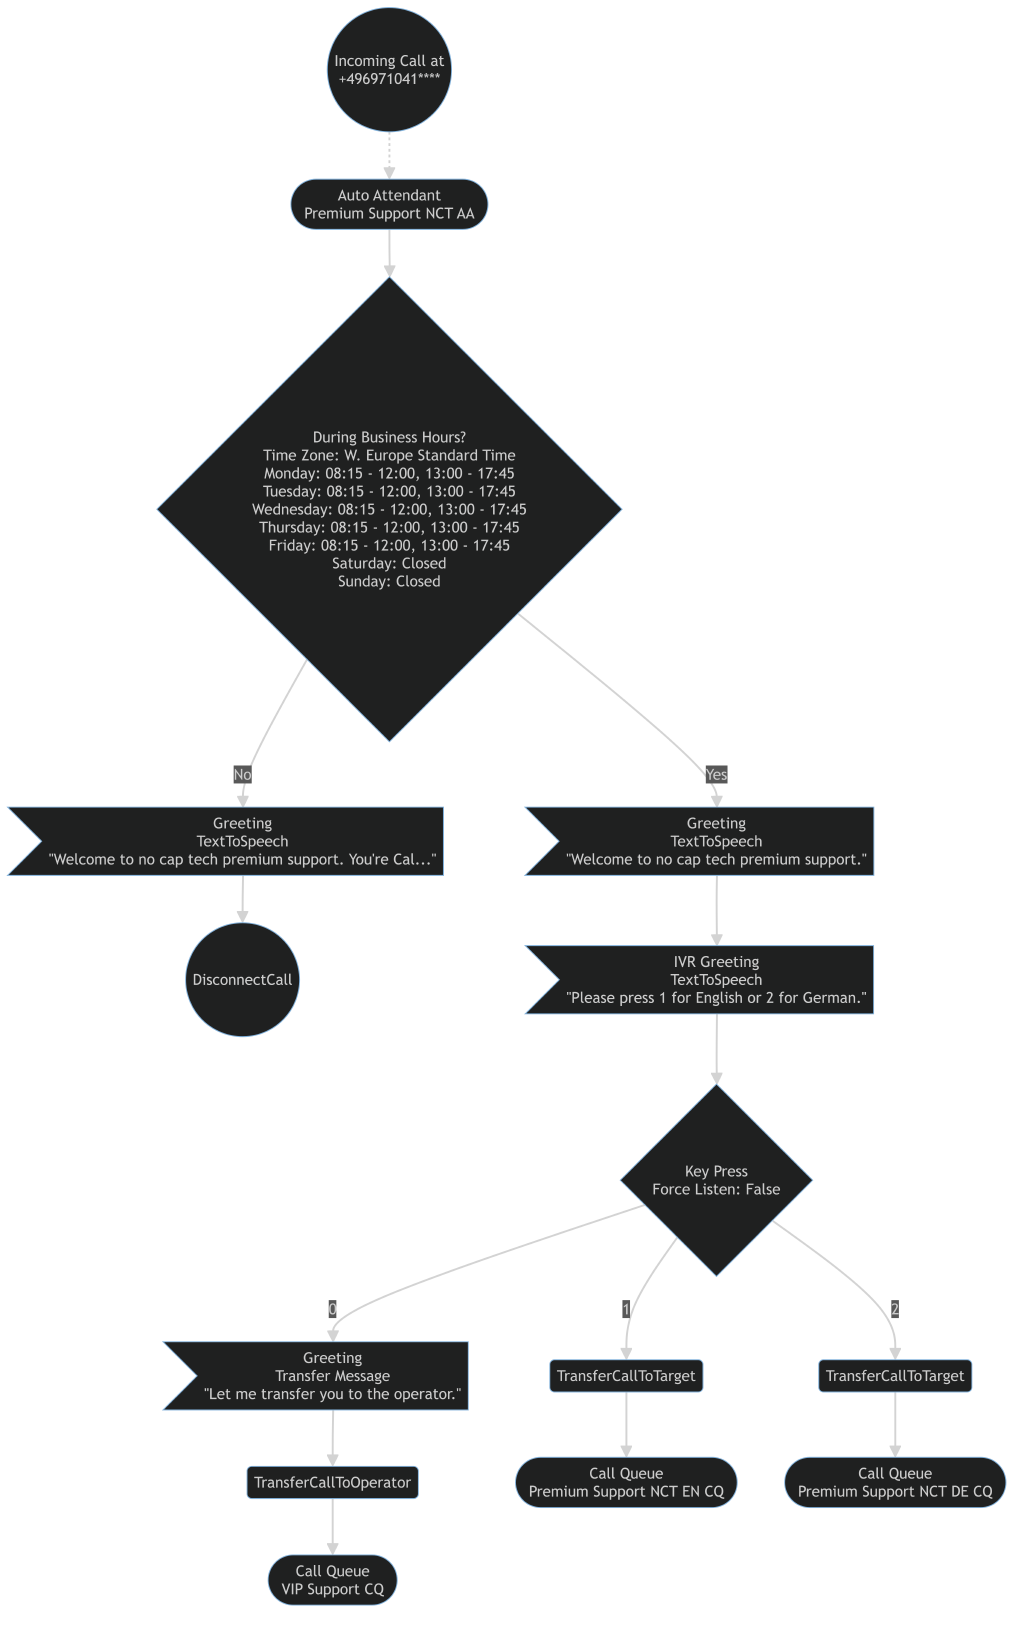 Incoming Call at
+496971041****
Auto Attendant
Premium Support NCT AA
During Business Hours?
Time Zone: W. Europe Standard Time
Monday: 08:15 - 12:00, 13:00 - 17:45
Tuesday: 08:15 - 12:00, 13:00 - 17:45
Wednesday: 08:15 - 12:00, 13:00 - 17:45
Thursday: 08:15 - 12:00, 13:00 - 17:45
Friday: 08:15 - 12:00, 13:00 - 17:45
Saturday: Closed
Sunday: Closed
No
Yes
Greeting
TextToSpeech
"Welcome to no cap tech premium support. You're Cal..."
Greeting
TextToSpeech
"Welcome to no cap tech premium support."
DisconnectCall
IVR Greeting
TextToSpeech
"Please press 1 for English or 2 for German."
Key Press
Force Listen: False
0
1
2
Greeting
Transfer Message
"Let me transfer you to the operator."
TransferCallToTarget
TransferCallToTarget
TransferCallToOperator
Call Queue
Premium Support NCT EN CQ
Call Queue
Premium Support NCT DE CQ
Call Queue
VIP Support CQ